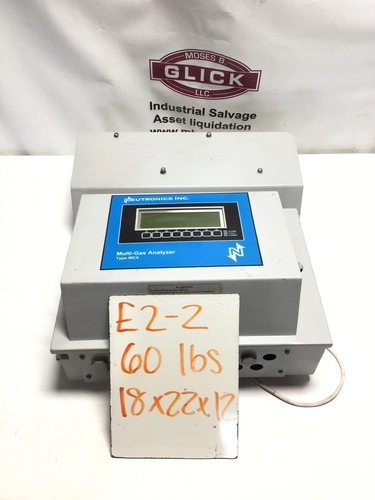 MOSES B.
GLICK
LLC
Industrial Salvage
Asset liquidation
NEUTRONICS INC.
Multi-Gas Analyzer
Type MCA
E2-2
60 lbs
18x22x12